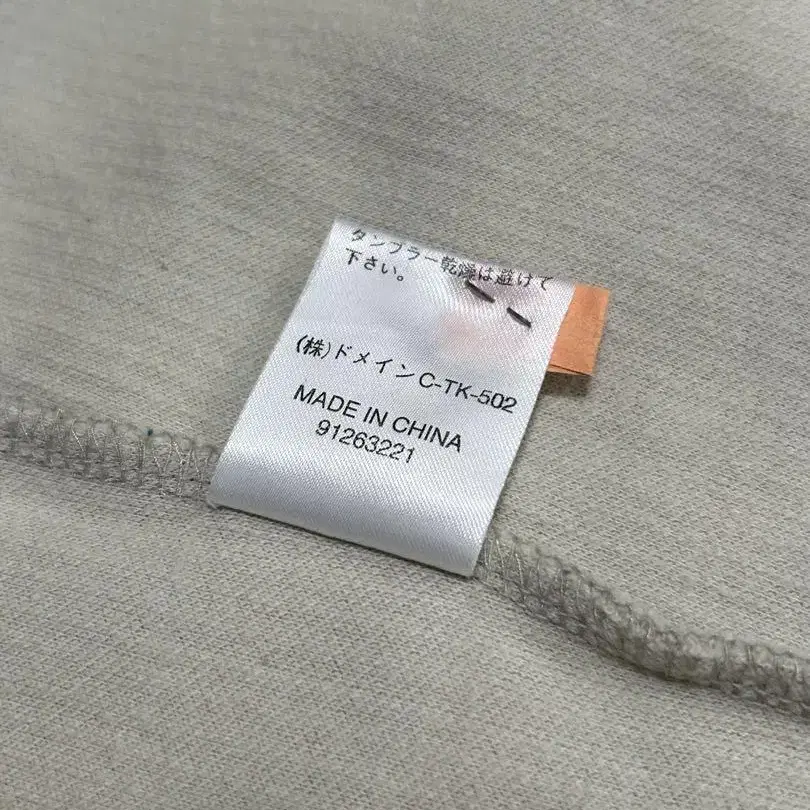 タンブラー乾燥は避けて
下さい。
(株)ドメインC-TK-502
MADE IN CHINA
91263221